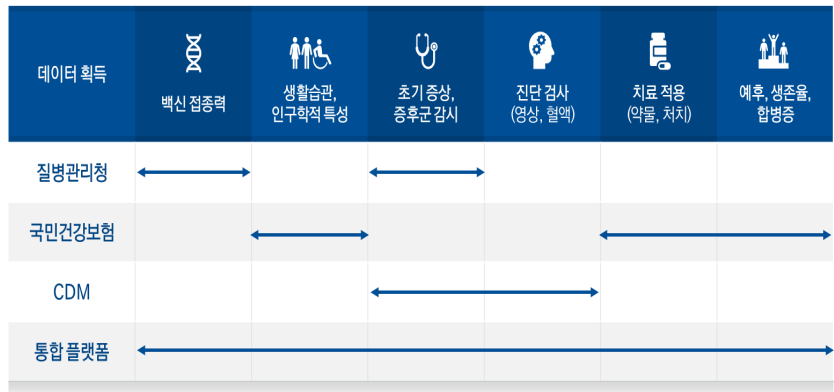 데이터 획득
백신 접종력
생활습관,
인구학적 특성
초기 증상,
증후군 감시
진단 검사
(영상, 혈액)
치료 적용
(약물, 처치)
예후, 생존율,
합병증
질병관리청
국민건강보험
CDM
통합 플랫폼